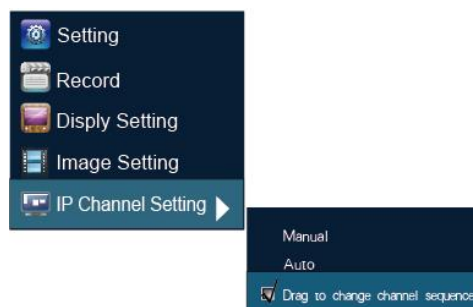 Setting
Record
Disply Setting
Image Setting
IP Channel Setting
Manual
Auto
Drag to change channel sequence